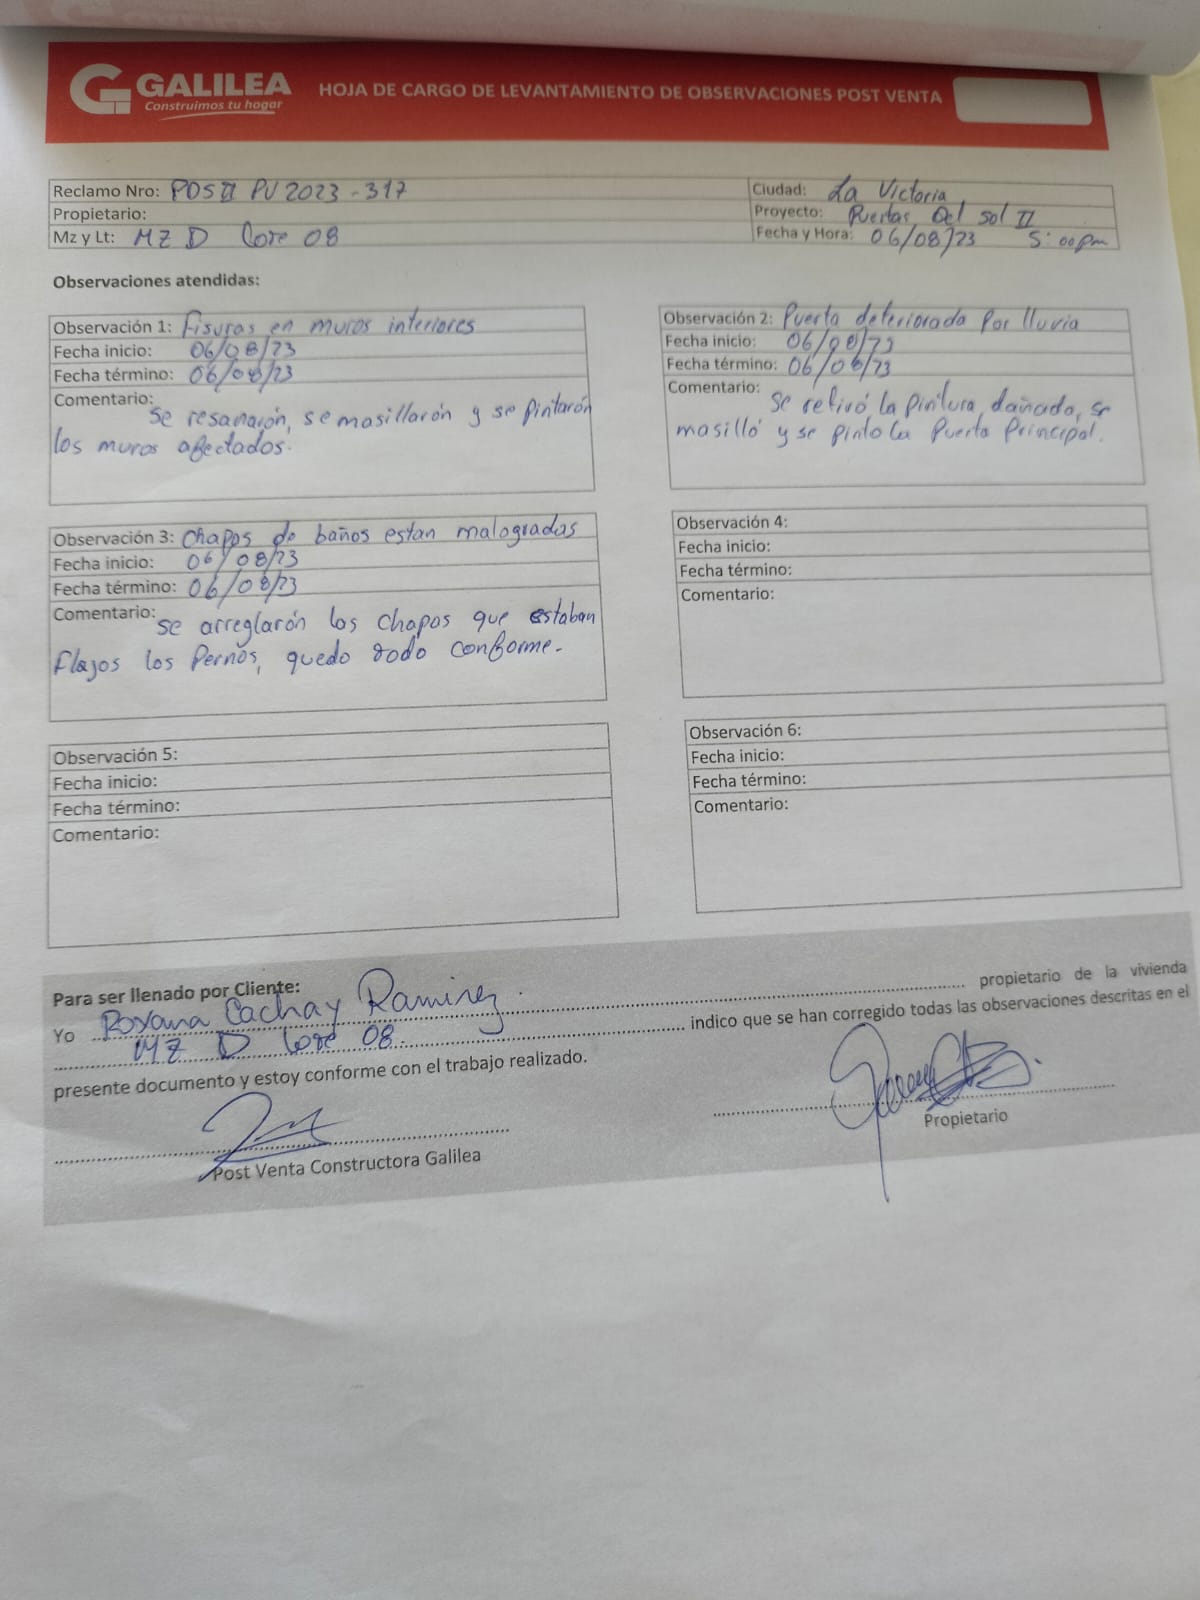 GALILEA
Construimos tu hogar
HOJA DE CARGO DE LEVANTAMIENTO DE OBSERVACIONES POST VENTA
Reclamo Nro: PDS II PV 2023 - 317
Ciudad: La Victoria
Propietario:
Proyecto: Puertas Del Sol II
Mz y Lt: MZ D Lote 08
Fecha y Hora: 06/08/23 5:00pm
Observaciones atendidas:
Observación 1: Fisuras en muros interiores
Fecha inicio: 06/08/23
Fecha término: 06/08/23
Comentario:
Se resanarón, se masillarón y se pintarón
los muros afectados.
Observación 2: Puerta deteriorada por lluvia
Fecha inicio: 06/08/23
Fecha término: 06/08/23
Comentario:
Se retiró la pintura dañada, se
masilló y se pinto la puerta principal.
Observación 3: Chapas de baños estan malogradas
Fecha inicio: 06/08/23
Fecha término: 06/08/23
Comentario:
se arreglarón las chapas que estaban
flajos los pernos, quedo todo conforme.
Observación 4:
Fecha inicio:
Fecha término:
Comentario:
Observación 5:
Fecha inicio:
Fecha término:
Comentario:
Observación 6:
Fecha inicio:
Fecha término:
Comentario:
Para ser llenado por Cliente:
Yo Roxana Cachay Ramirez. propietario de la vivienda
MZ D Lote 08. indico que se han corregido todas las observaciones descritas en el
presente documento y estoy conforme con el trabajo realizado.
Post Venta Constructora Galilea
Propietario